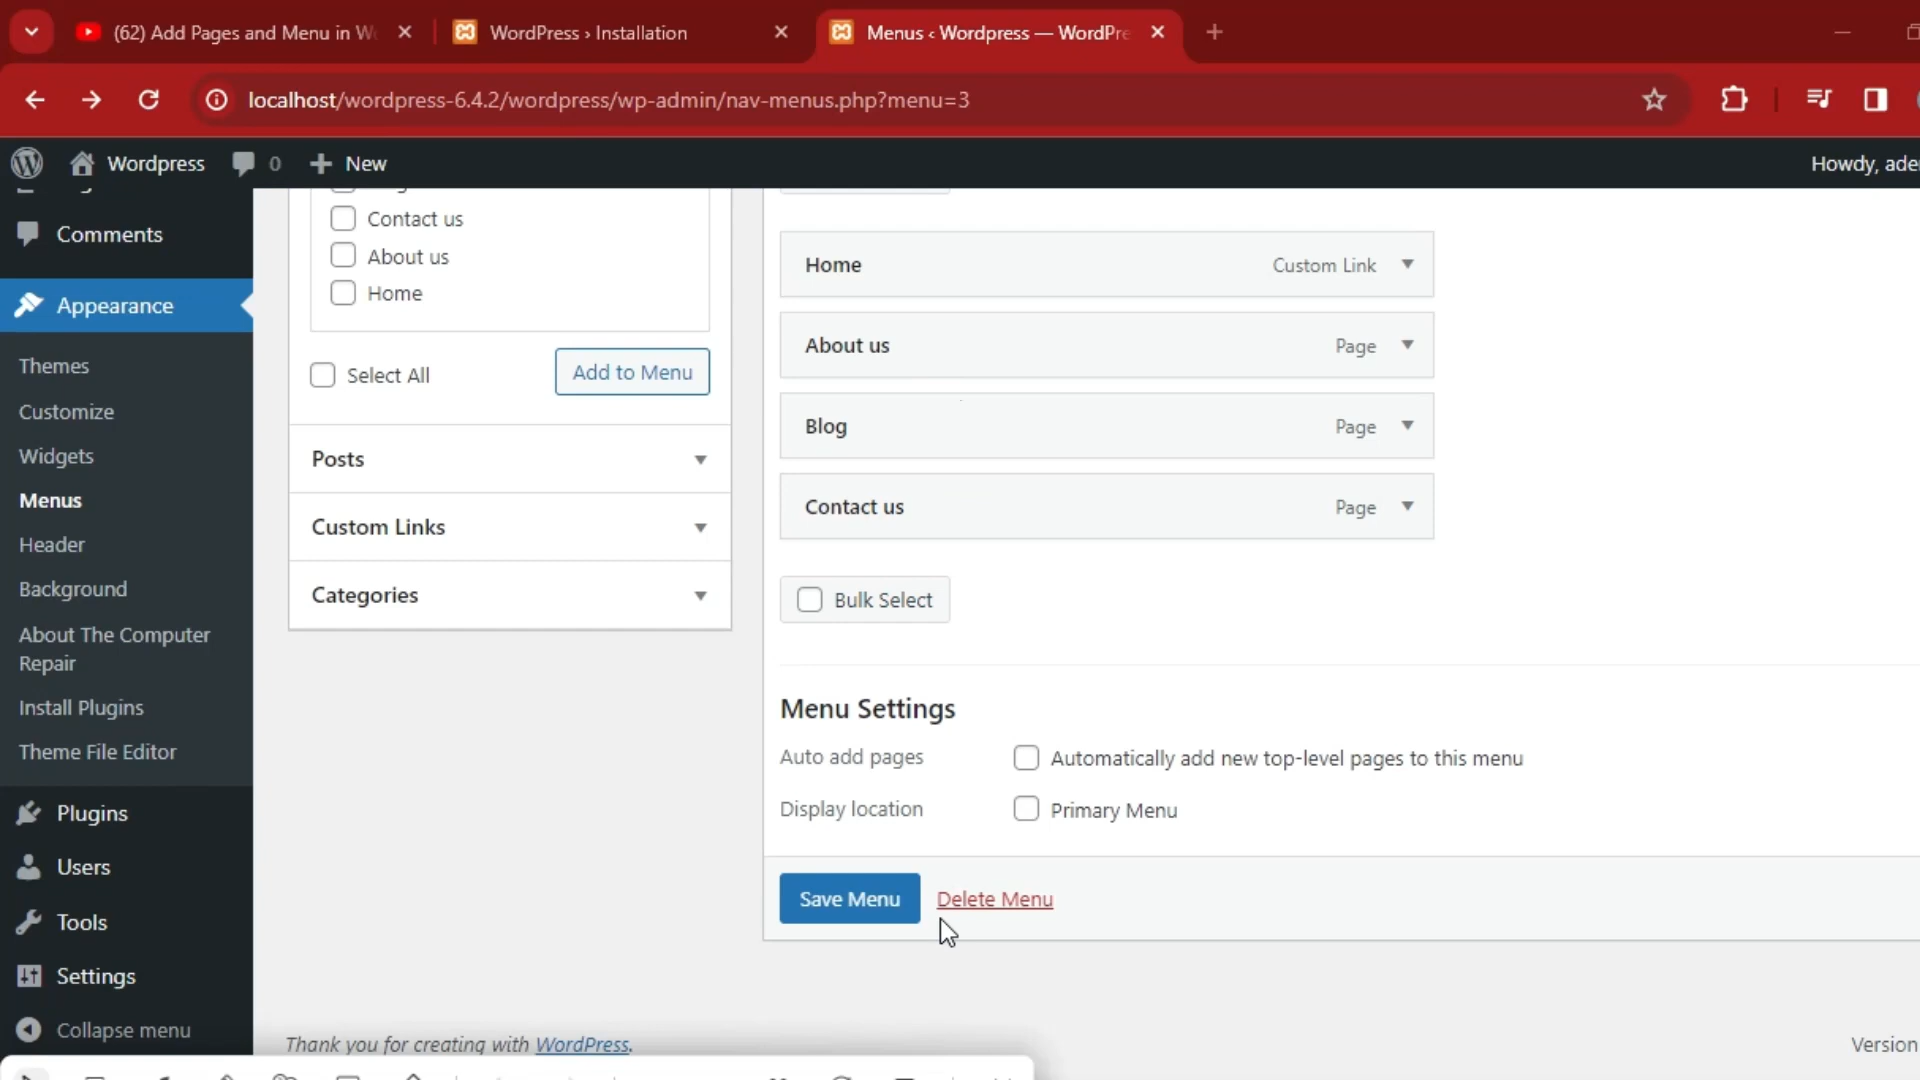 (62) Add Pages and Menu in W
WordPress › Installation
Menus ‹ Wordpress — WordPre
localhost/wordpress-6.4.2/wordpress/wp-admin/nav-menus.php?menu=3
Wordpress
0
New
Howdy, ade
Comments
Appearance
Themes
Customize
Widgets
Menus
Header
Background
About The Computer
Repair
Install Plugins
Theme File Editor
Plugins
Users
Tools
Settings
Collapse menu
Contact us
About us
Home
Select All
Add to Menu
Posts
Custom Links
Categories
Home Custom Link
About us Page
Blog Page
Contact us Page
Bulk Select
Menu Settings
Auto add pages
Automatically add new top-level pages to this menu
Display location
Primary Menu
Save Menu
Delete Menu
Thank you for creating with WordPress.
Version